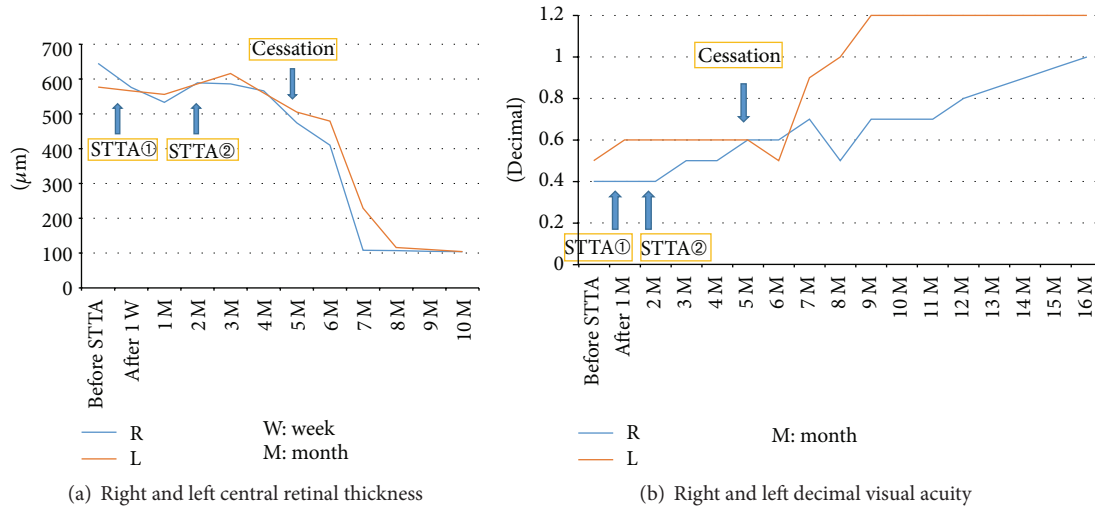 700
600
500
400
300
200
100
0
(μm)
Cessation
STTA①
STTA②
Before STTA
After 1 W
1 M
2 M
3 M
4 M
5 M
6 M
7 M
8 M
9 M
10 M
R
L
W: week
M: month
(a) Right and left central retinal thickness
1.2
1
0.8
0.6
0.4
0.2
0
(Decimal)
Cessation
STTA①
STTA②
Before STTA
After 1 M
2 M
3 M
4 M
5 M
6 M
7 M
8 M
9 M
10 M
11 M
12 M
13 M
14 M
15 M
16 M
R
L
M: month
(b) Right and left decimal visual acuity